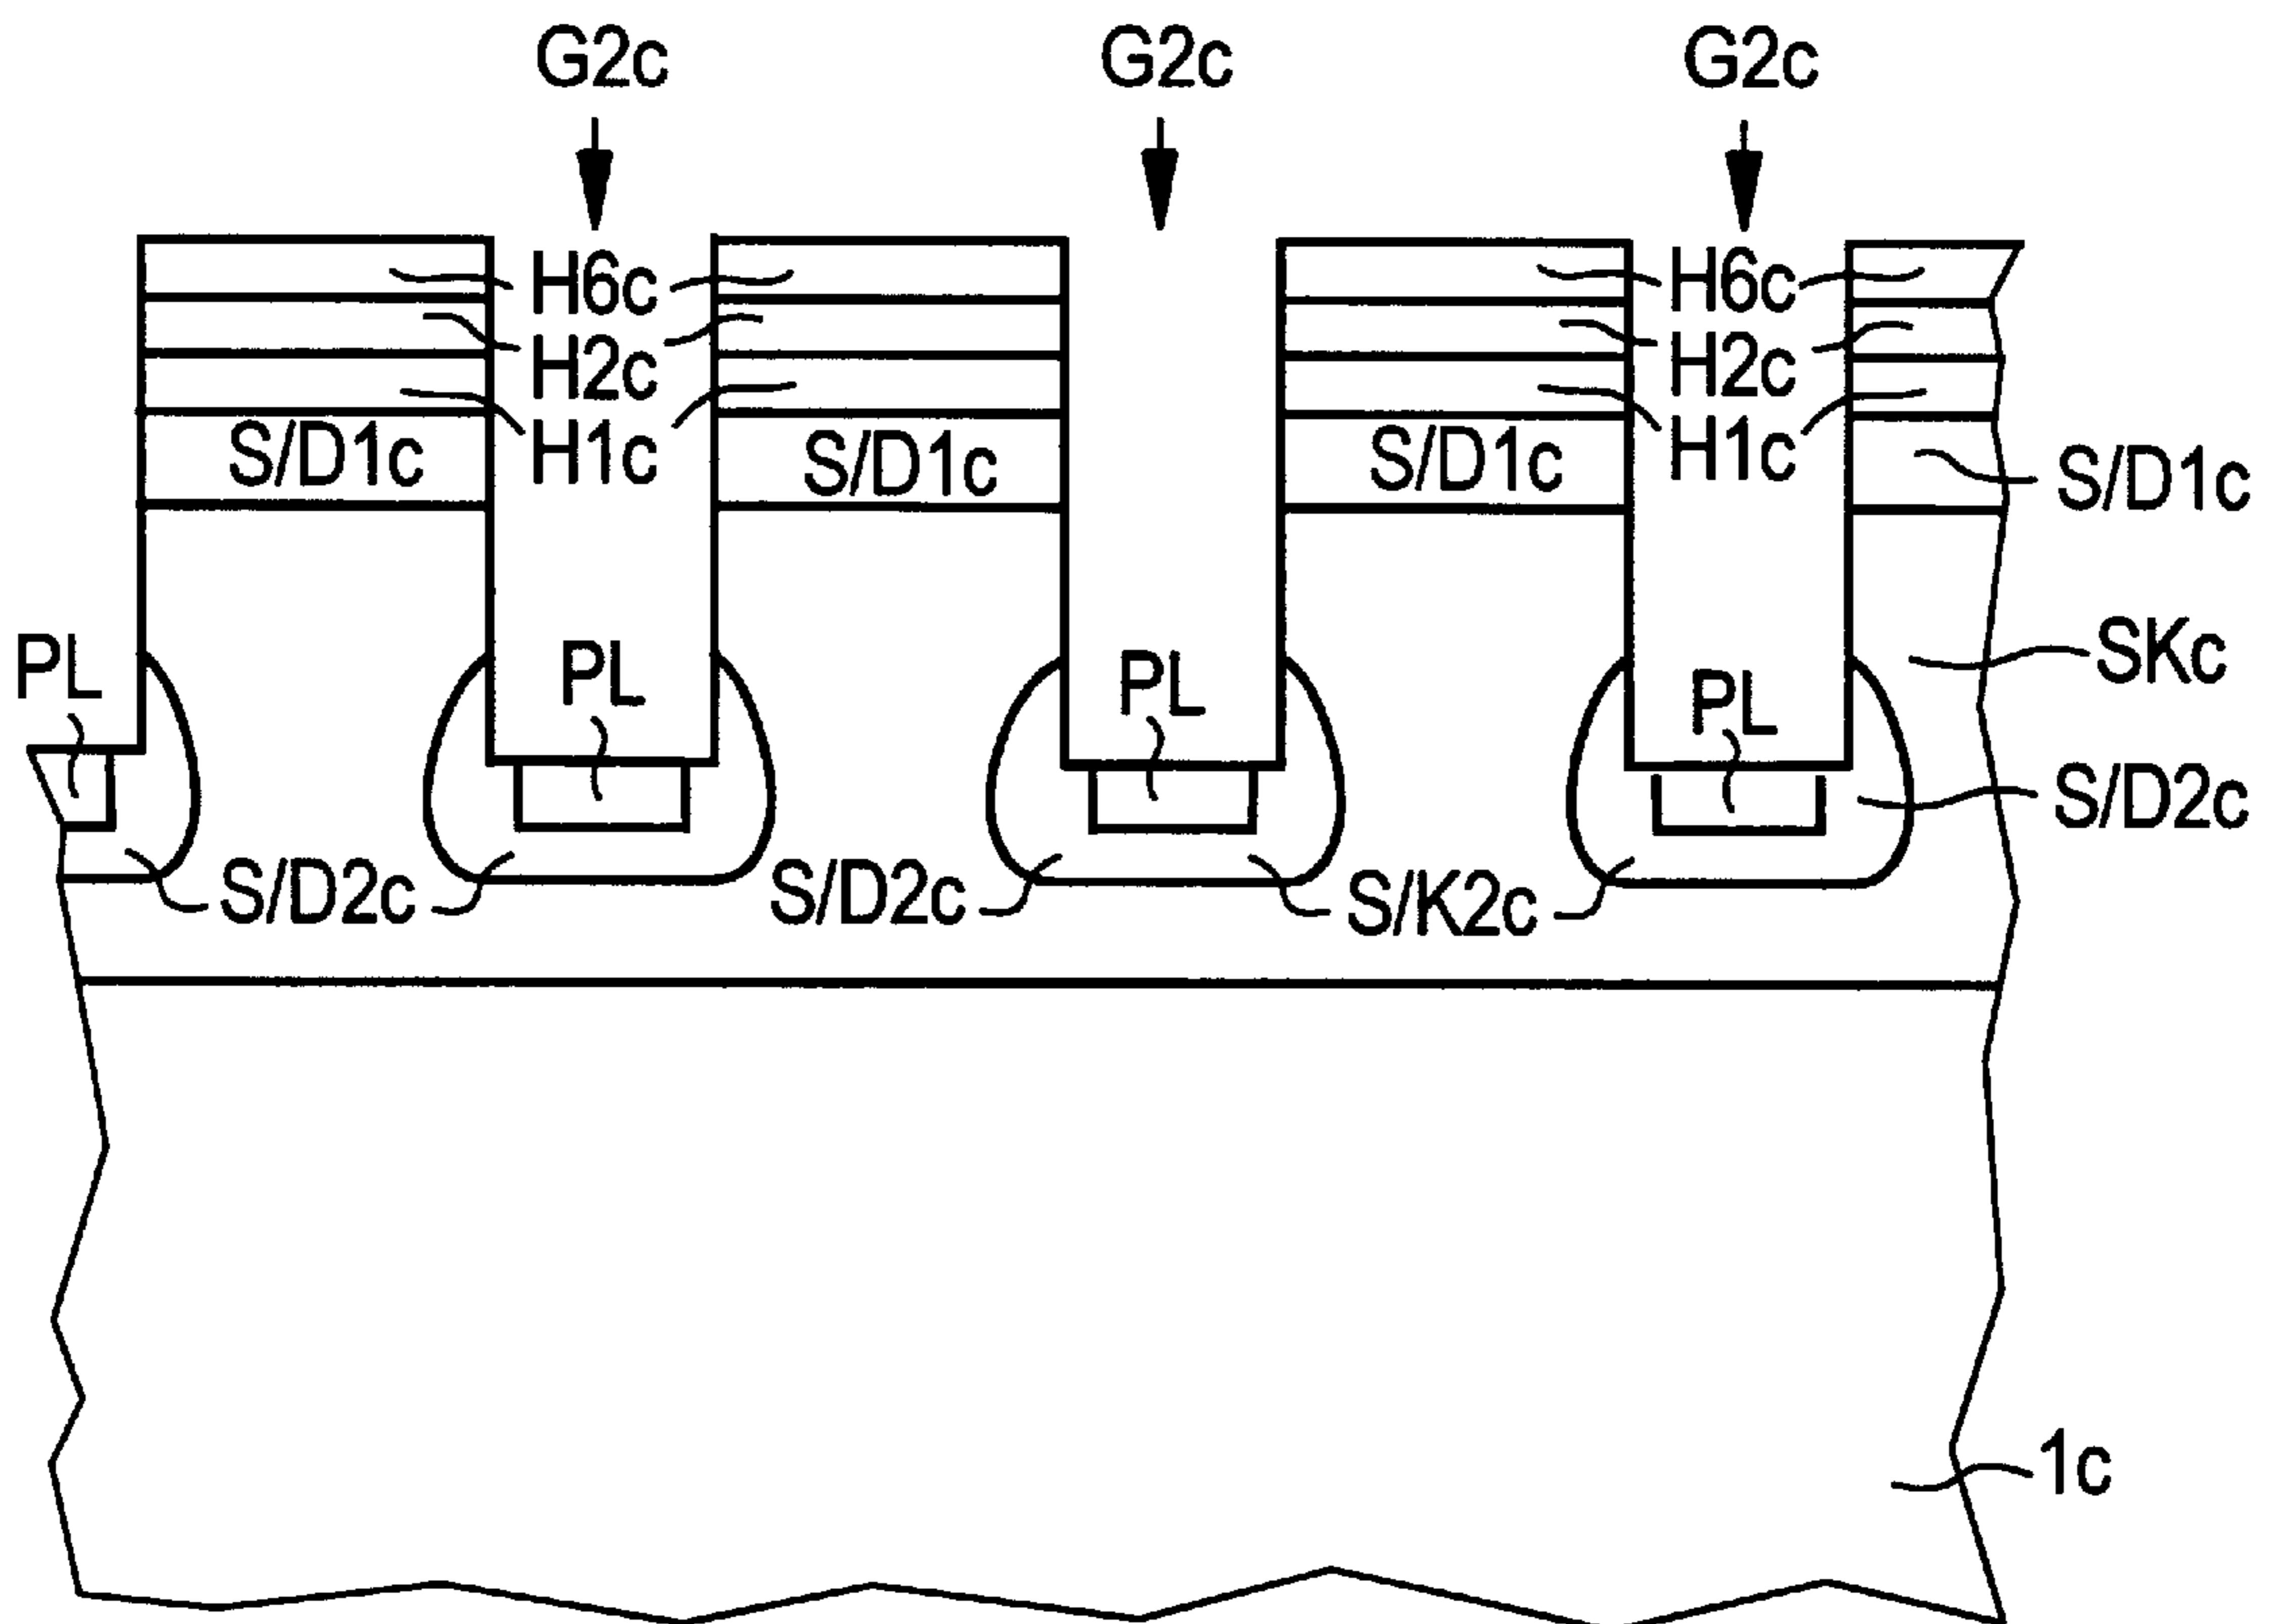 G2c G2c G2c
H6c H6c
H2c H2c
H1c H1c
S/D1c S/D1c S/D1c S/D1c
PL PL PL PL SKc
S/D2c
S/D2c S/D2c S/K2c
1c